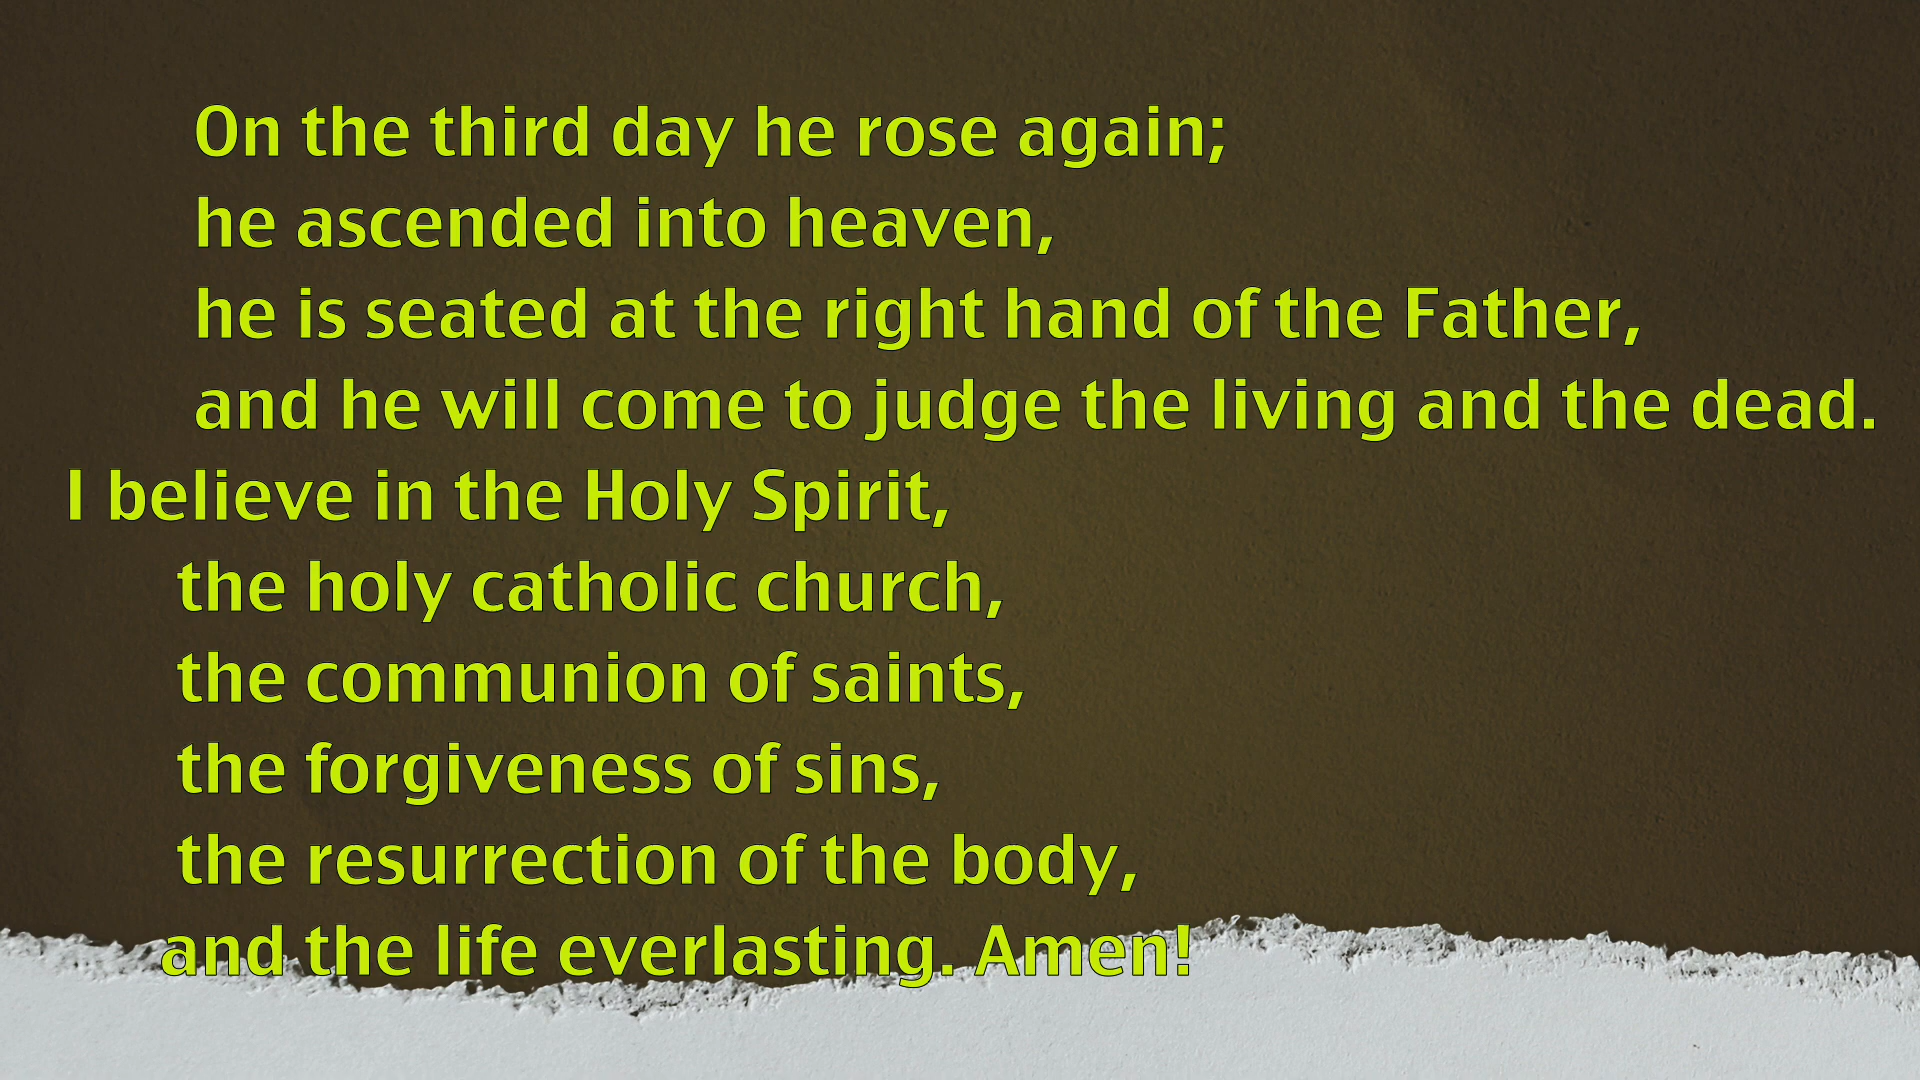 On the third day he rose again;
he ascended into heaven,
he is seated at the right hand of the Father,
and he will come to judge the living and the dead.
I believe in the Holy Spirit,
the holy catholic church,
the communion of saints,
the forgiveness of sins,
the resurrection of the body,
and the life everlasting. Amen!